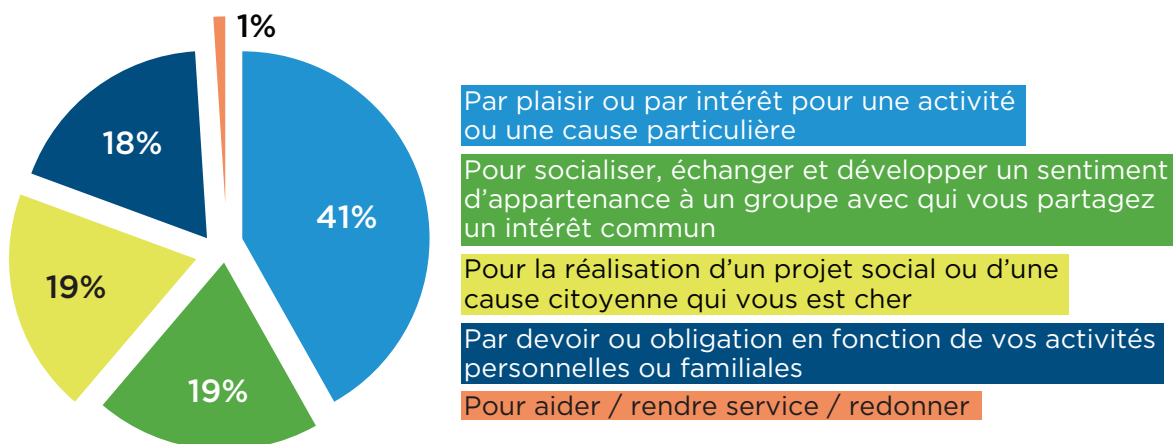 1%
18%
41%
19%
19%
Par plaisir ou par intérêt pour une activité
ou une cause particulière
Pour socialiser, échanger et développer un sentiment
d’appartenance à un groupe avec qui vous partagez
un intérêt commun
Pour la réalisation d’un projet social ou d’une
cause citoyenne qui vous est cher
Par devoir ou obligation en fonction de vos activités
personnelles ou familiales
Pour aider / rendre service / redonner